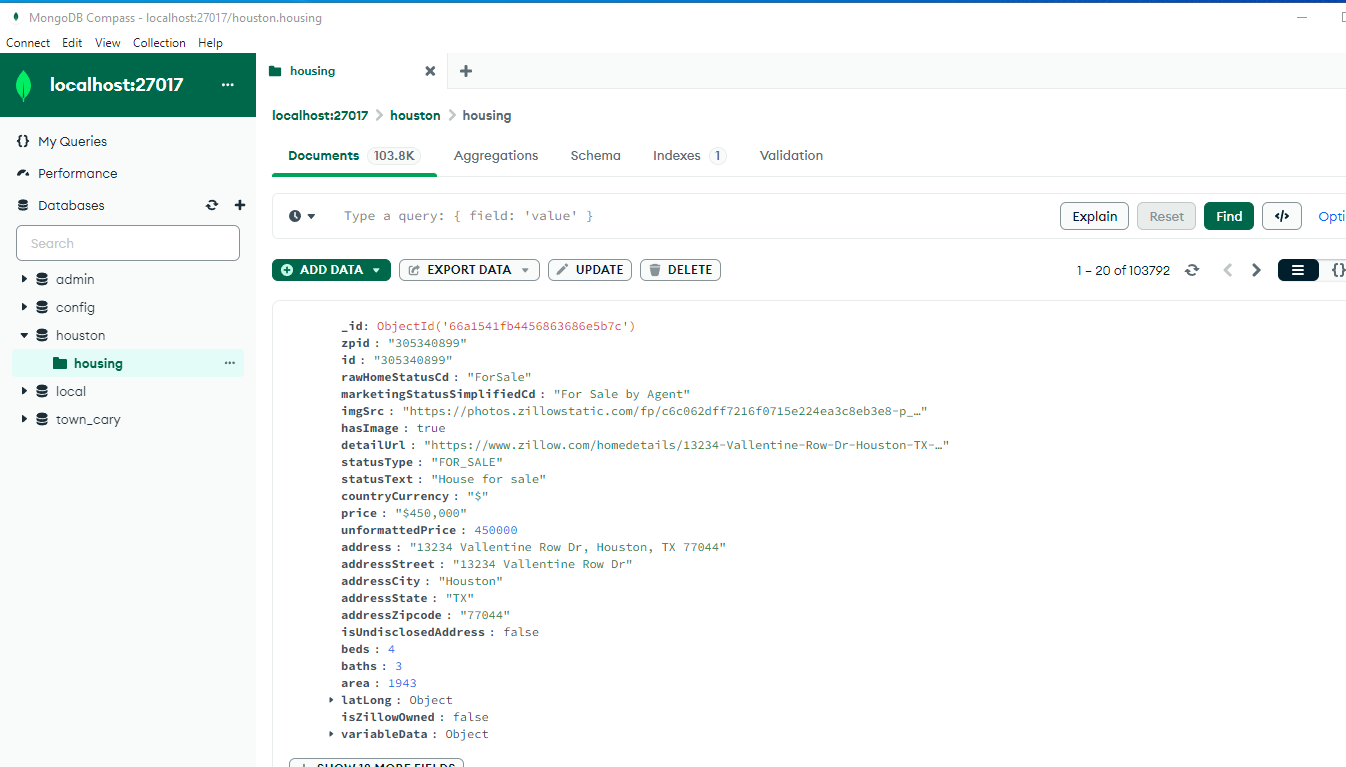 MongoDB Compass - localhost:27017/houston.housing
Connect Edit View Collection Help
localhost:27017 ...
housing
{} My Queries
Performance
Databases
Search
admin
config
houston
housing ...
local
town_cary
localhost:27017 > houston > housing
Documents 103.8K Aggregations Schema Indexes 1 Validation
Type a query: { field: 'value' }
Explain Reset Find </> Opti
ADD DATA EXPORT DATA UPDATE DELETE
1 – 20 of 103792 {}
_id: ObjectId('66a1541fb4456863686e5b7c')
zpid : "305340899"
id : "305340899"
rawHomeStatusCd : "ForSale"
marketingStatusSimplifiedCd : "For Sale by Agent"
imgSrc : "https://photos.zillowstatic.com/fp/c6c062dff7216f0715e224ea3c8eb3e8-p_…"
hasImage : true
detailUrl : "https://www.zillow.com/homedetails/13234-Vallentine-Row-Dr-Houston-TX-…"
statusType : "FOR_SALE"
statusText : "House for sale"
countryCurrency : "$"
price : "$450,000"
unformattedPrice : 450000
address : "13234 Vallentine Row Dr, Houston, TX 77044"
addressStreet : "13234 Vallentine Row Dr"
addressCity : "Houston"
addressState : "TX"
addressZipcode : "77044"
isUndisclosedAddress : false
beds : 4
baths : 3
area : 1943
latLong : Object
isZillowOwned : false
variableData : Object
SHOW 18 MORE FIELDS